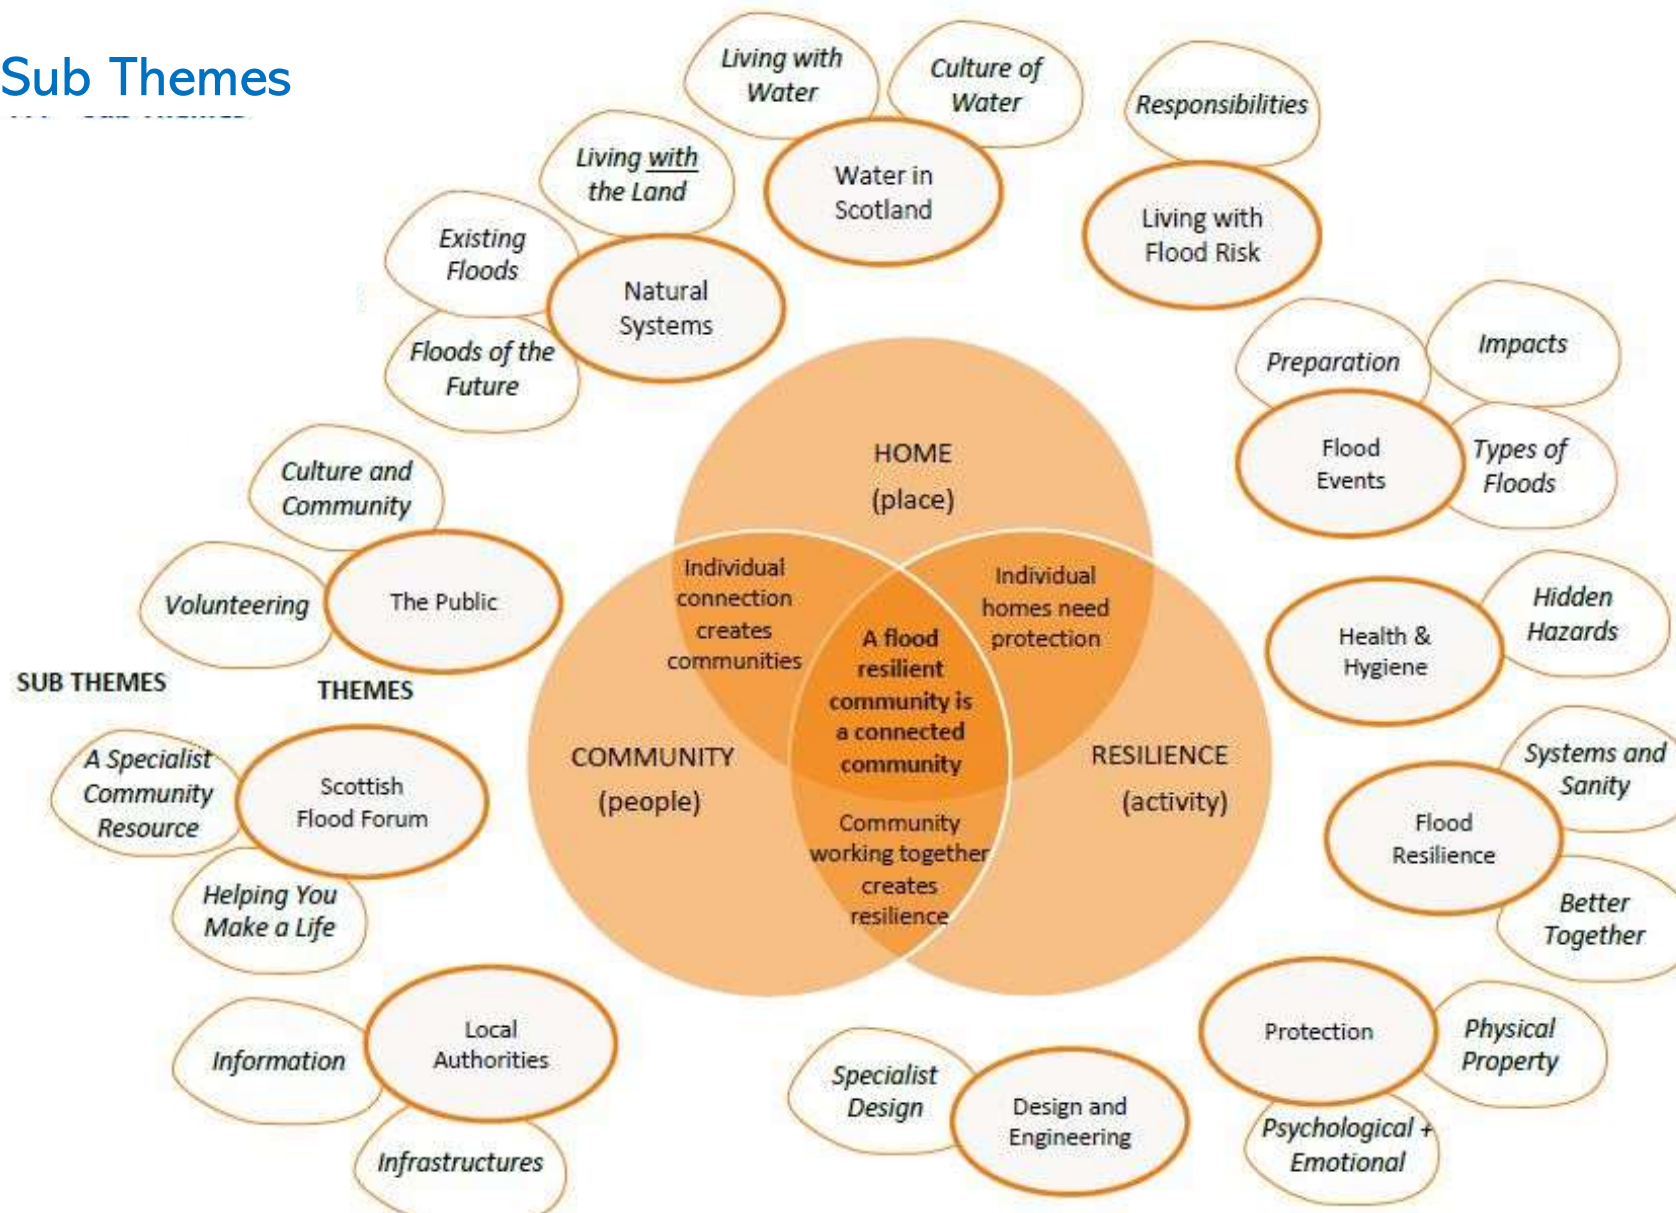 Sub Themes
Living with
Water
Culture of
Water
Responsibilities
Living with
the Land
Water in
Scotland
Living with
Flood Risk
Existing
Floods
Natural
Systems
Floods of the
Future
Preparation
Impacts
Flood
Events
Types of
Floods
HOME
(place)
Culture and
Community
Volunteering
The Public
Individual
connection
creates
communities
Individual
homes need
protection
A flood
resilient
community is
a connected
community
Health &
Hygiene
Hidden
Hazards
SUB THEMES
THEMES
A Specialist
Community
Resource
Scottish
Flood Forum
COMMUNITY
(people)
RESILIENCE
(activity)
Community
working together
creates
resilience
Systems and
Sanity
Flood
Resilience
Better
Together
Helping You
Make a Life
Information
Local
Authorities
Infrastructures
Specialist
Design
Design and
Engineering
Protection
Physical
Property
Psychological +
Emotional